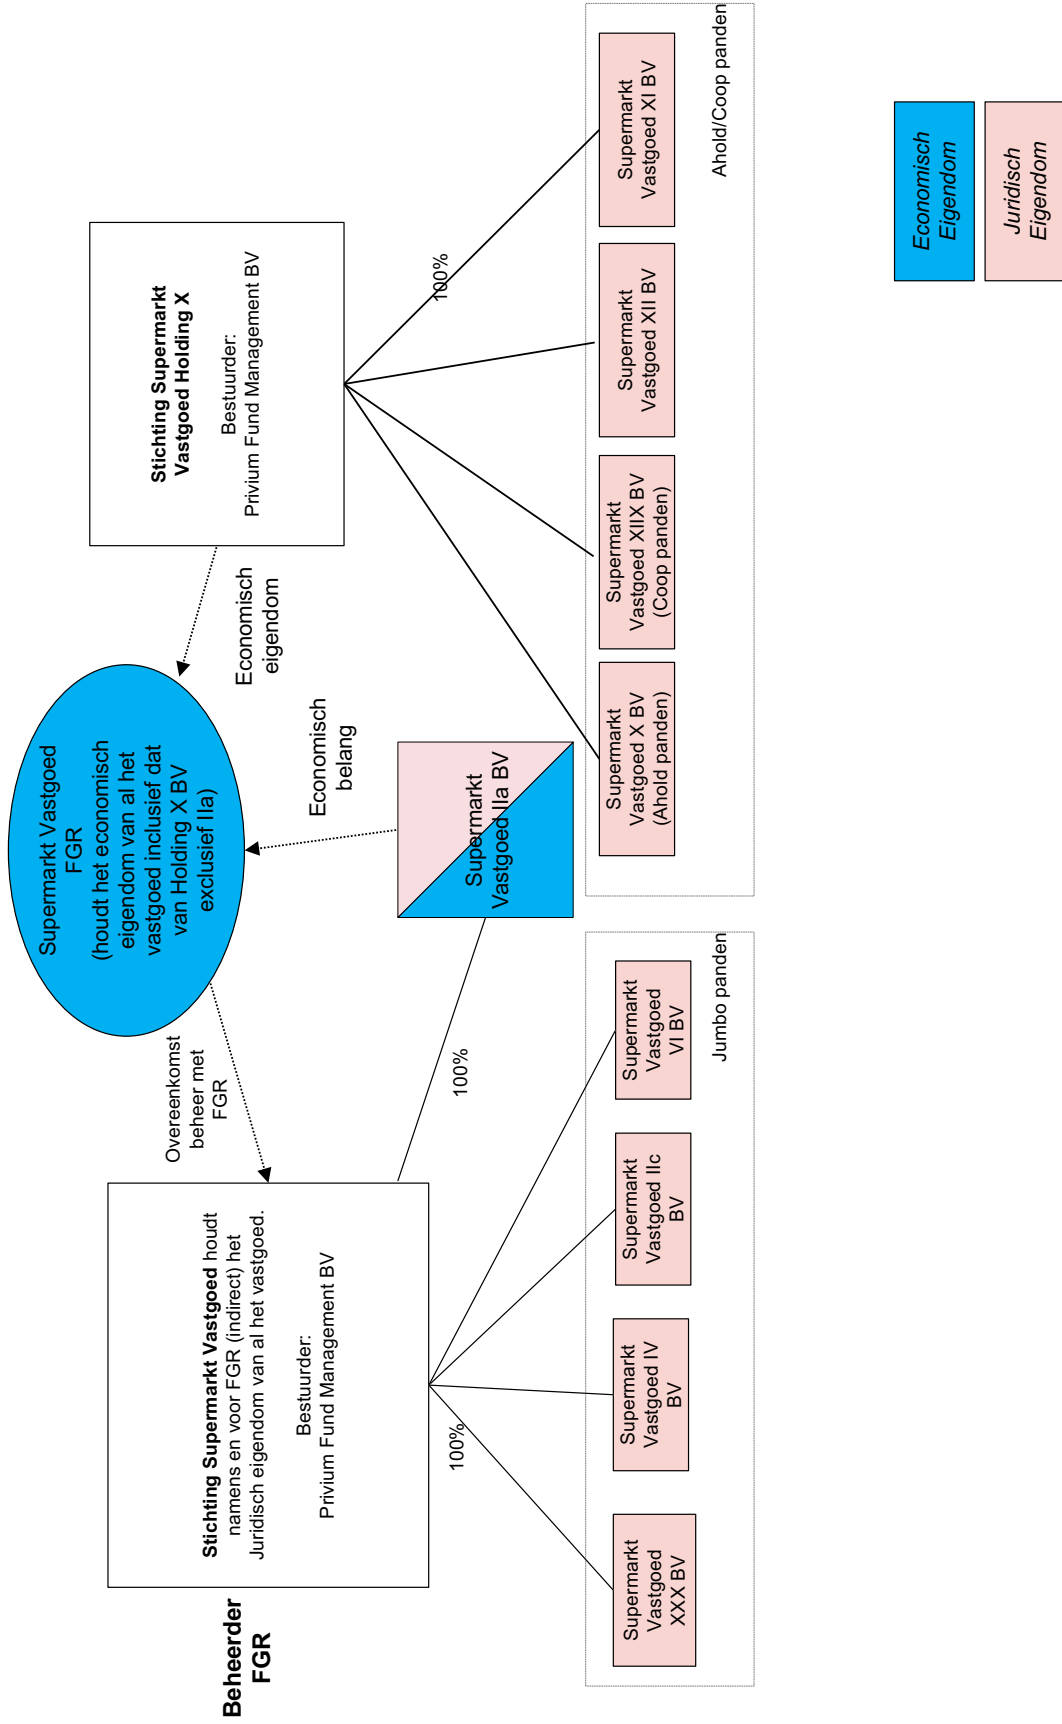 Beheerder
FGR
Stichting Supermarkt Vastgoed houdt
namens en voor FGR (indirect) het
Juridisch eigendom van al het vastgoed.
Bestuurder:
Privium Fund Management BV
Overeenkomst
beheer met
FGR
Supermarkt Vastgoed
FGR
(houdt het economisch
eigendom van al het
vastgoed inclusief dat
van Holding X BV
exclusief IIa)
Economisch
eigendom
Economisch
belang
Stichting Supermarkt
Vastgoed Holding X
Bestuurder:
Privium Fund Management BV
100%
100%
Supermarkt
Vastgoed IIa BV
100%
Supermarkt
Vastgoed
XXX BV
Supermarkt
Vastgoed IV
BV
Supermarkt
Vastgoed IIc
BV
Supermarkt
Vastgoed
VI BV
Jumbo panden
Supermarkt
Vastgoed X BV
(Ahold panden)
Supermarkt
Vastgoed XIIX BV
(Coop panden)
Supermarkt
Vastgoed XII BV
Supermarkt
Vastgoed XI BV
Ahold/Coop panden
Economisch
Eigendom
Juridisch
Eigendom